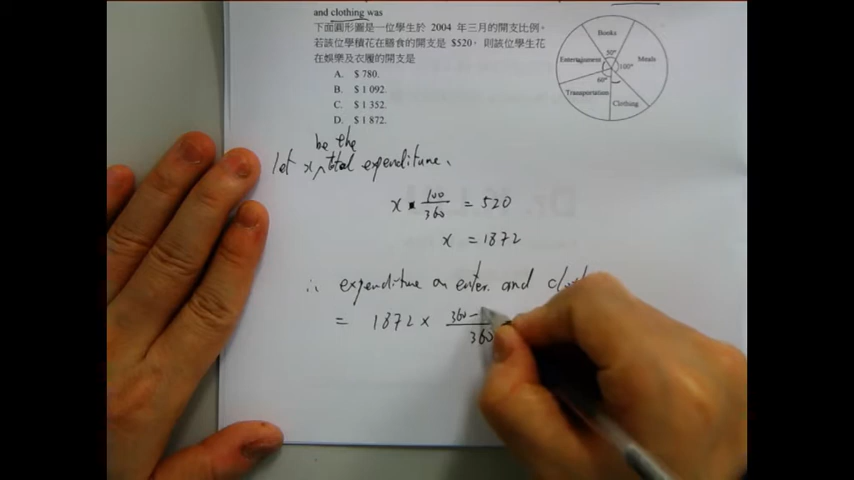 and clothing was
下面圓形圖是一位學生於 2004 年三月的開支比例，
若該位學積花在膳食的開支是 $520，則該位學生花
在娛樂及衣履的開支是
A. $ 780.
B. $ 1 092.
C. $ 1 352.
D. $ 1 872.
Books
Meals
Entertainment
50°
100°
60°
Transportation
Clothing
be the
let x ^ total expenditure.
x · 100/360 = 520
x = 1872
∴ expenditure on enter. and
= 1872 × 360 − / 360